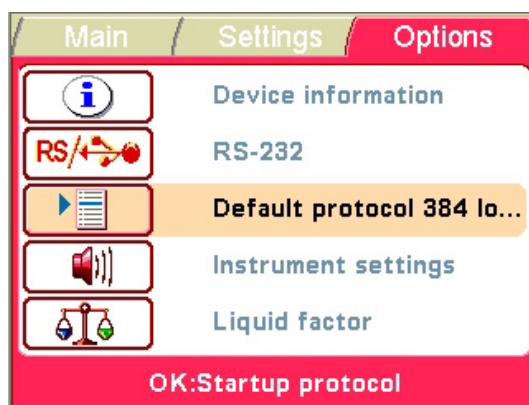 Main Settings Options
Device information
RS/ RS-232
Default protocol 384 lo...
Instrument settings
Liquid factor
OK:Startup protocol